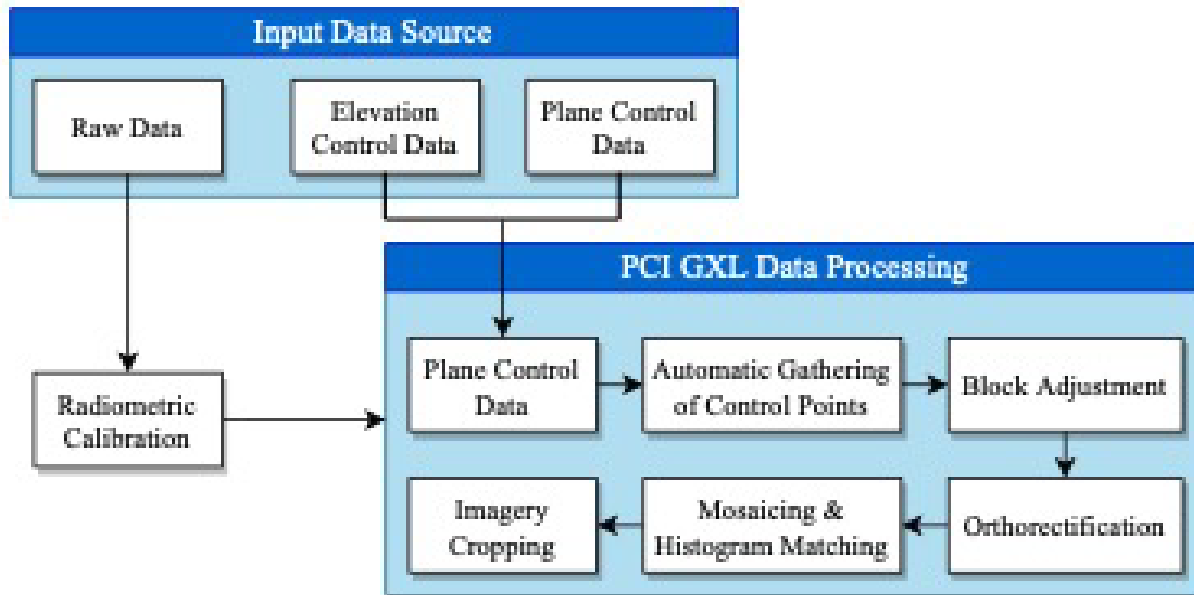 Input Data Source
Raw Data
Elevation
Control Data
Plane Control
Data
PCI GXL Data Processing
Radiometric
Calibration
Plane Control
Data
Automatic Gathering
of Control Points
Block Adjustment
Imagery
Cropping
Mosaicing &
Histogram Matching
Orthorectification